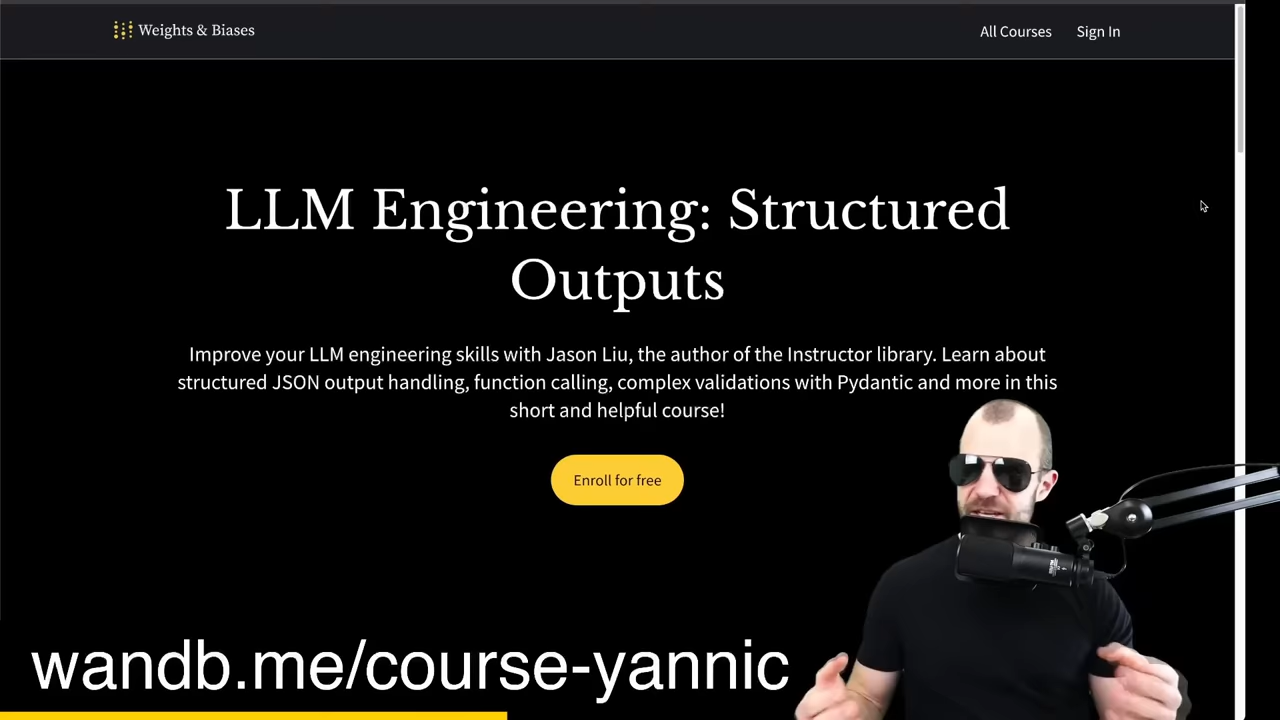 Weights & Biases
All Courses
Sign In
LLM Engineering: Structured
Outputs
Improve your LLM engineering skills with Jason Liu, the author of the Instructor library. Learn about
structured JSON output handling, function calling, complex validations with Pydantic and more in this
short and helpful course!
Enroll for free
wandb.me/course-yannic